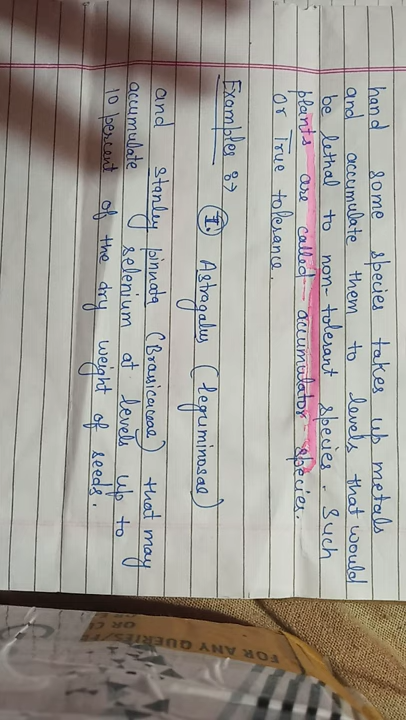 hand some species takes up metals
and accumulate them to levels that would
be lethal to non-tolerant species. Such
plants are called accumulator species.
Or True tolerance.
Examples :→ I. Astragalus (leguminosae)
and Stanley pinnata (Brassicaceae) that may
accumulate selenium at levels up to
10 percent of the dry weight of seeds.
FOR ANY QUERIES/
OR C